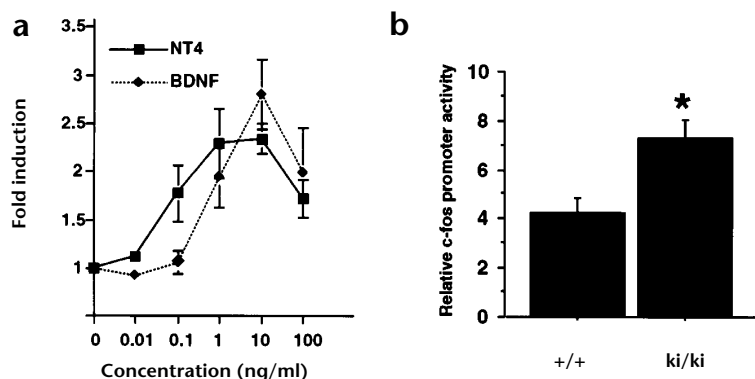 a
NT4
BDNF
Fold induction
3.5
3
2.5
2
1.5
1
0 0.01 0.1 1 10 100
Concentration (ng/ml)
b
*
Relative c-fos promoter activity
10
8
6
4
2
0
+/+ ki/ki